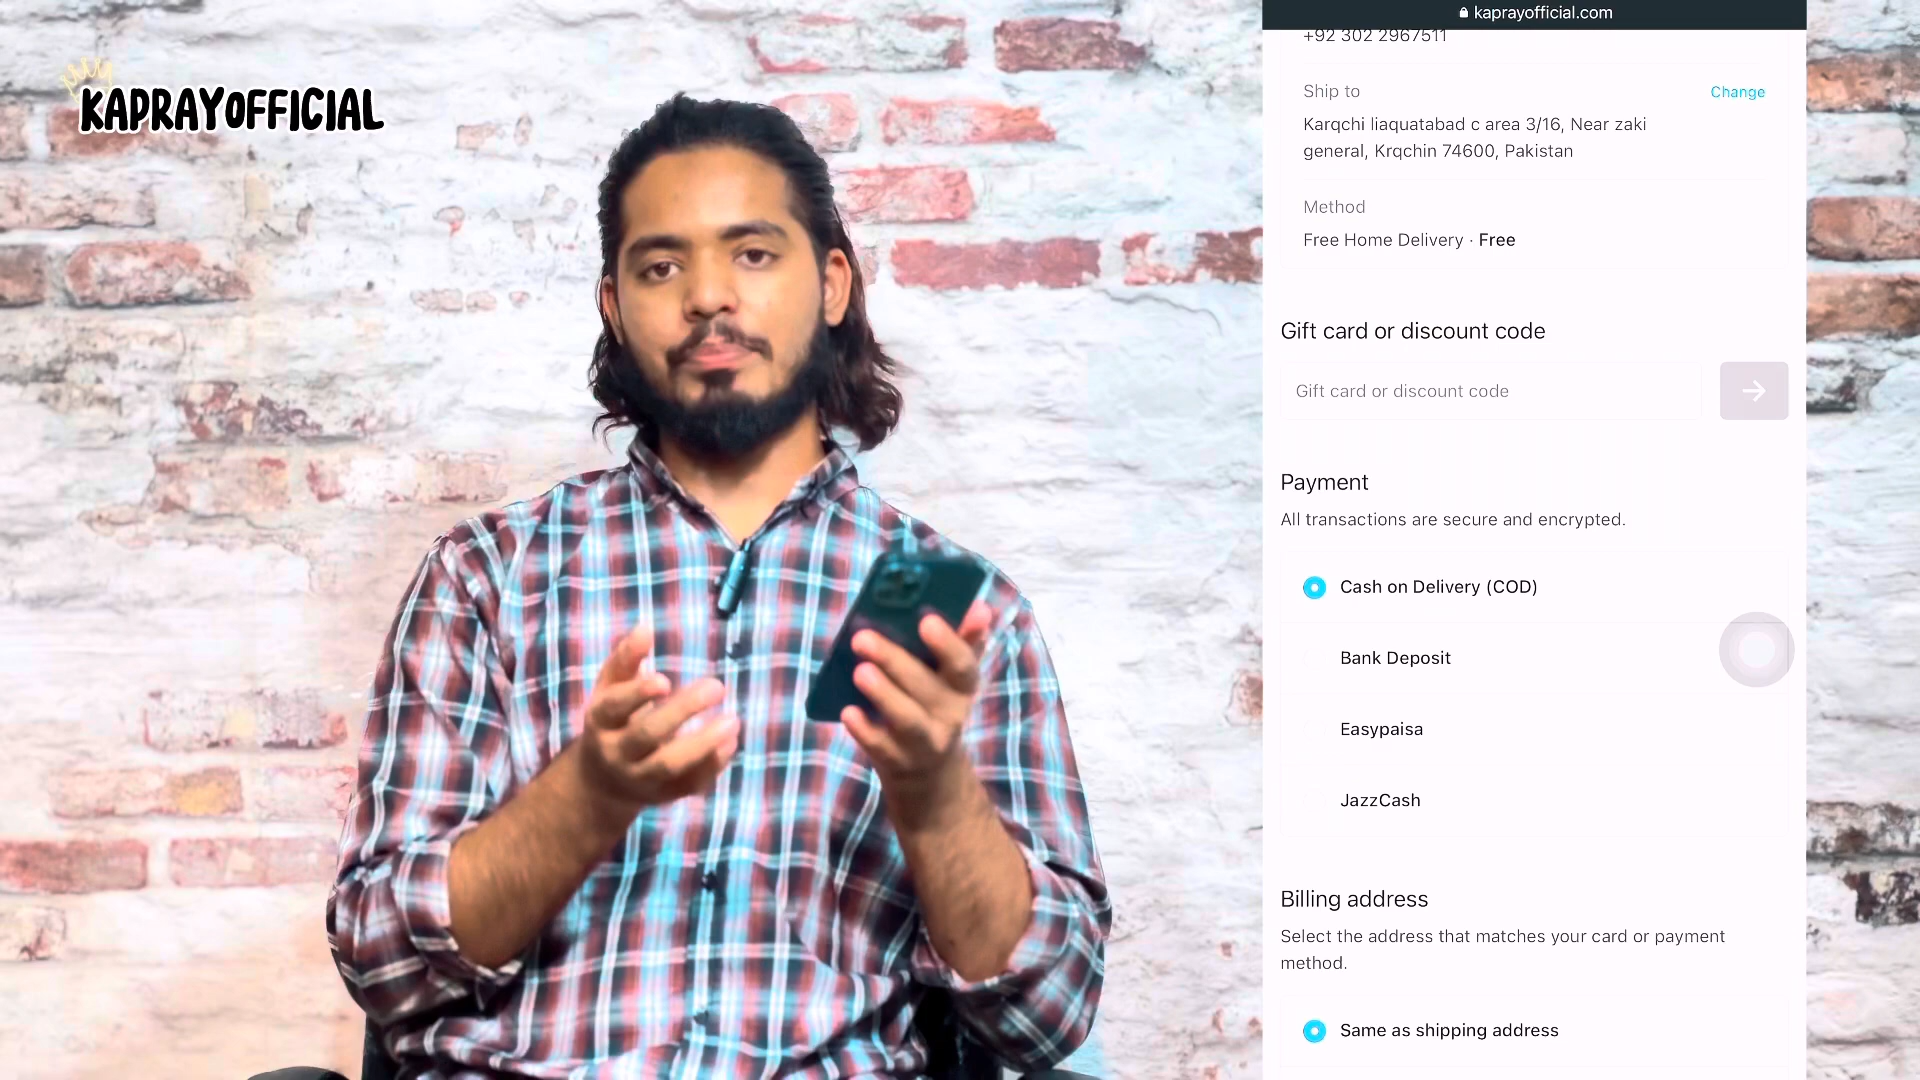 KAPRAYOFFICIAL
kaprayofficial.com
+92 302 2967511
Ship to
Change
Karqchi liaquatabad c area 3/16, Near zaki
general, Krqchin 74600, Pakistan
Method
Free Home Delivery · Free
Gift card or discount code
Gift card or discount code
Payment
All transactions are secure and encrypted.
Cash on Delivery (COD)
Bank Deposit
Easypaisa
JazzCash
Billing address
Select the address that matches your card or payment
method.
Same as shipping address